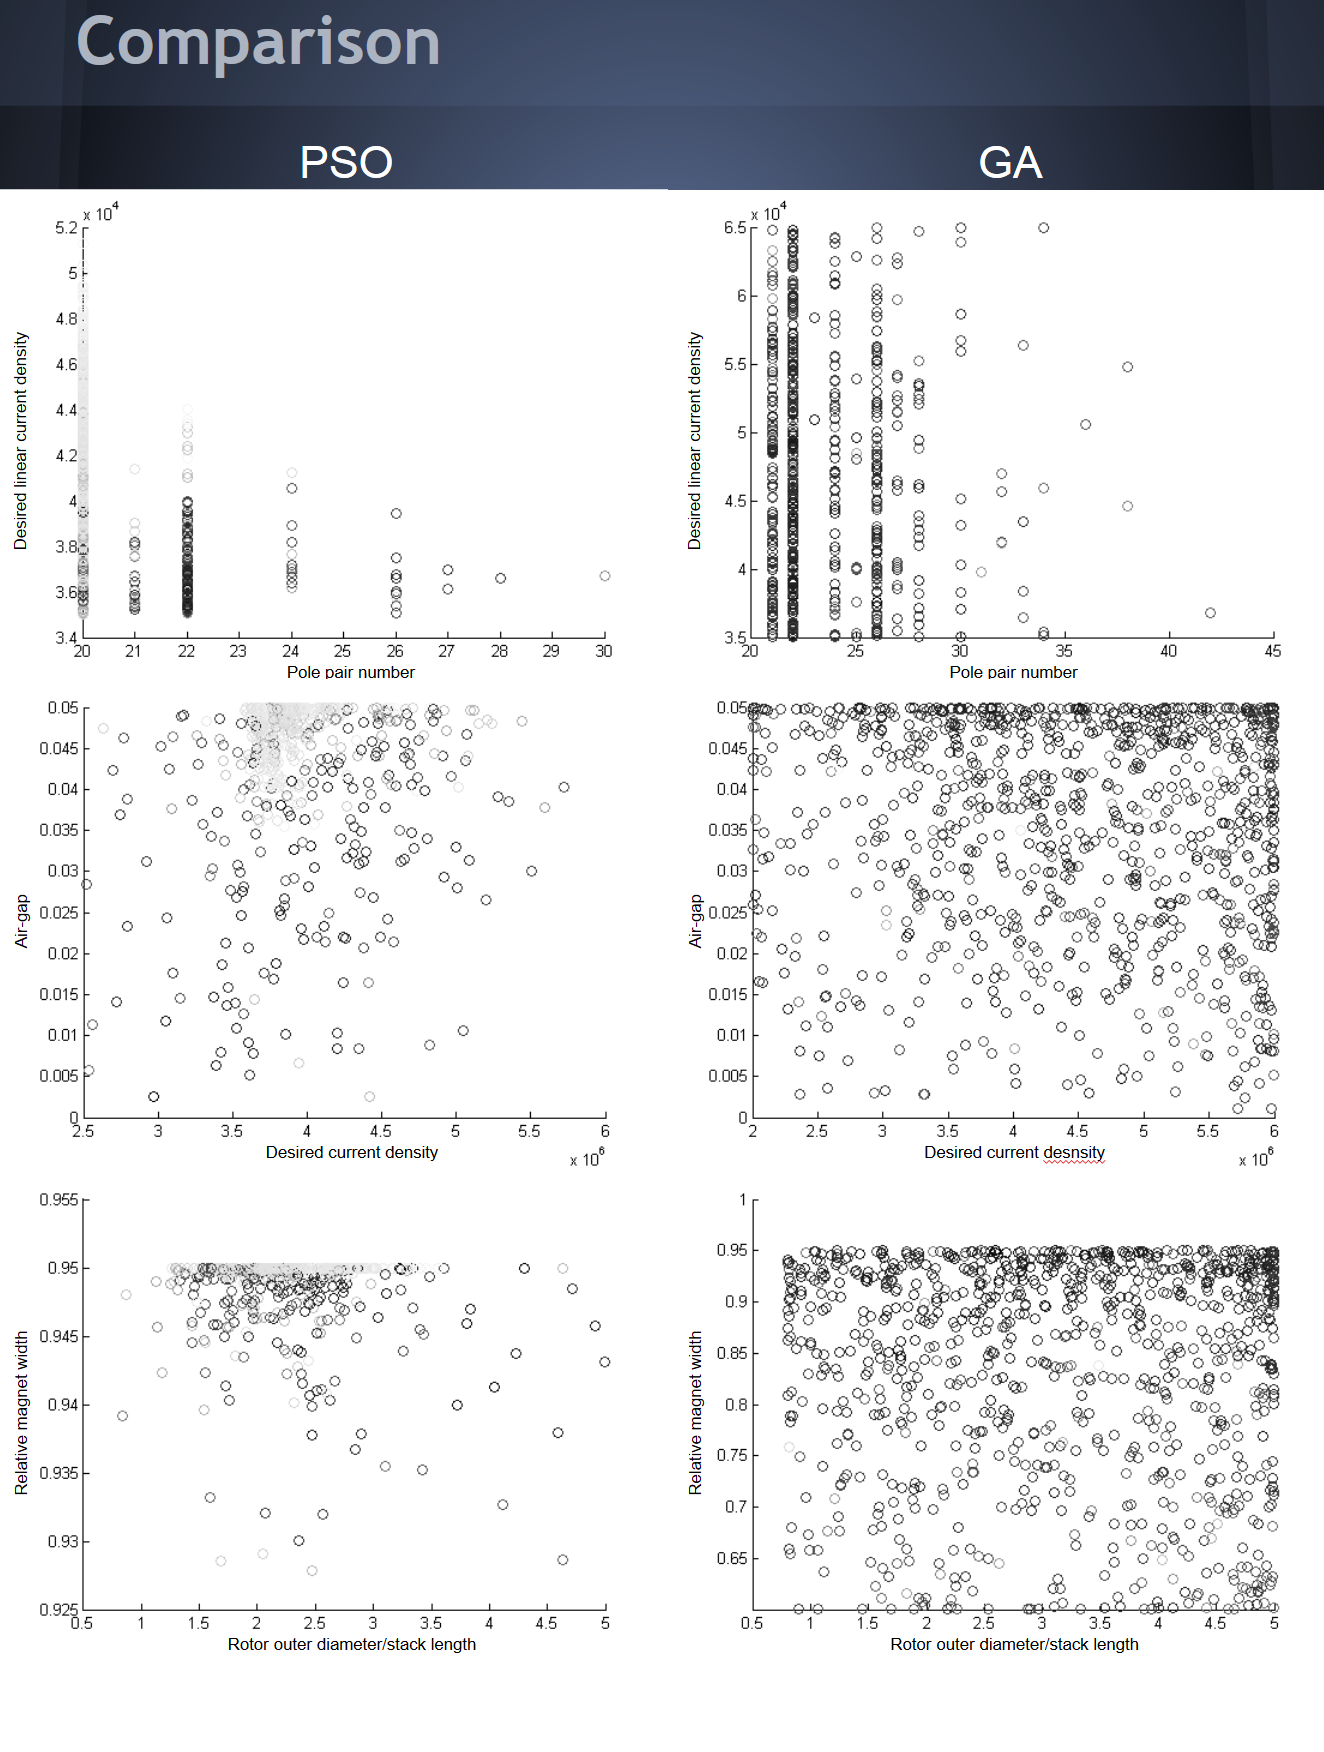 Comparison
PSO
GA
x 10^4
5.2
5
4.8
4.6
4.4
4.2
4
3.8
3.6
3.4
20 21 22 23 24 25 26 27 28 29 30
Desired linear current density
Pole pair number
x 10^4
6.5
6
5.5
5
4.5
4
3.5
20 25 30 35 40 45
Desired linear current density
Pole pair number
0.05
0.045
0.04
0.035
0.03
0.025
0.02
0.015
0.01
0.005
0
2.5 3 3.5 4 4.5 5 5.5 6
Air-gap
Desired current density
x 10^6
0.05
0.045
0.04
0.035
0.03
0.025
0.02
0.015
0.01
0.005
0
2 2.5 3 3.5 4 4.5 5 5.5 6
Air-gap
Desired current desnsity
x 10^6
0.955
0.95
0.945
0.94
0.935
0.93
0.925
0.5 1 1.5 2 2.5 3 3.5 4 4.5 5
Relative magnet width
Rotor outer diameter/stack length
1
0.95
0.9
0.85
0.8
0.75
0.7
0.65
0.5 1 1.5 2 2.5 3 3.5 4 4.5 5
Relative magnet width
Rotor outer diameter/stack length